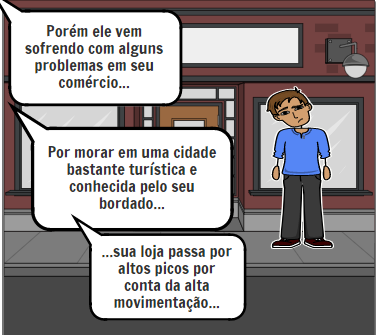 Porém ele vem
sofrendo com alguns
problemas em seu
comércio...
Por morar em uma cidade
bastante turística e
conhecida pelo seu
bordado...
...sua loja passa por
altos picos por
conta da alta
movimentação...